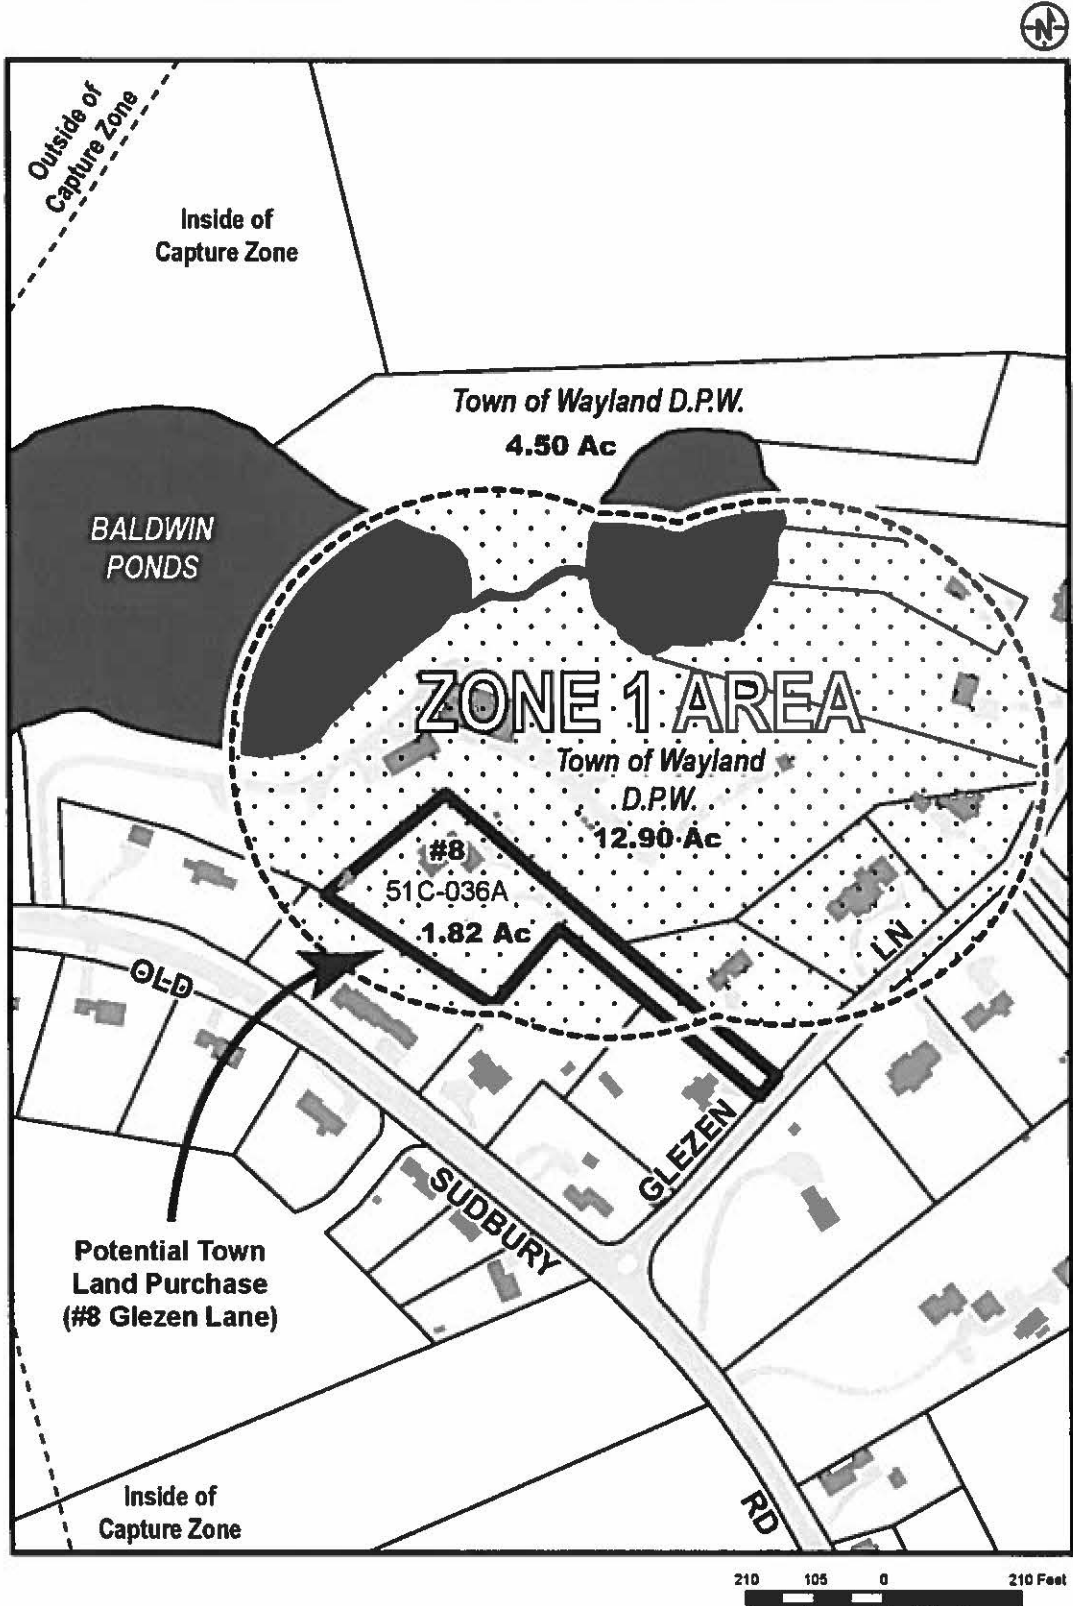 N
Outside of
Capture Zone
Inside of
Capture Zone
Town of Wayland D.P.W.
4.50 Ac
BALDWIN
PONDS
ZONE 1 AREA
Town of Wayland
D.P.W.
12.90 Ac
#8
51C-036A
1.82 Ac
LN
OLD
GLEZEN
SUDBURY
Potential Town
Land Purchase
(#8 Glezen Lane)
Inside of
Capture Zone
RD
210 105 0 210 Feet